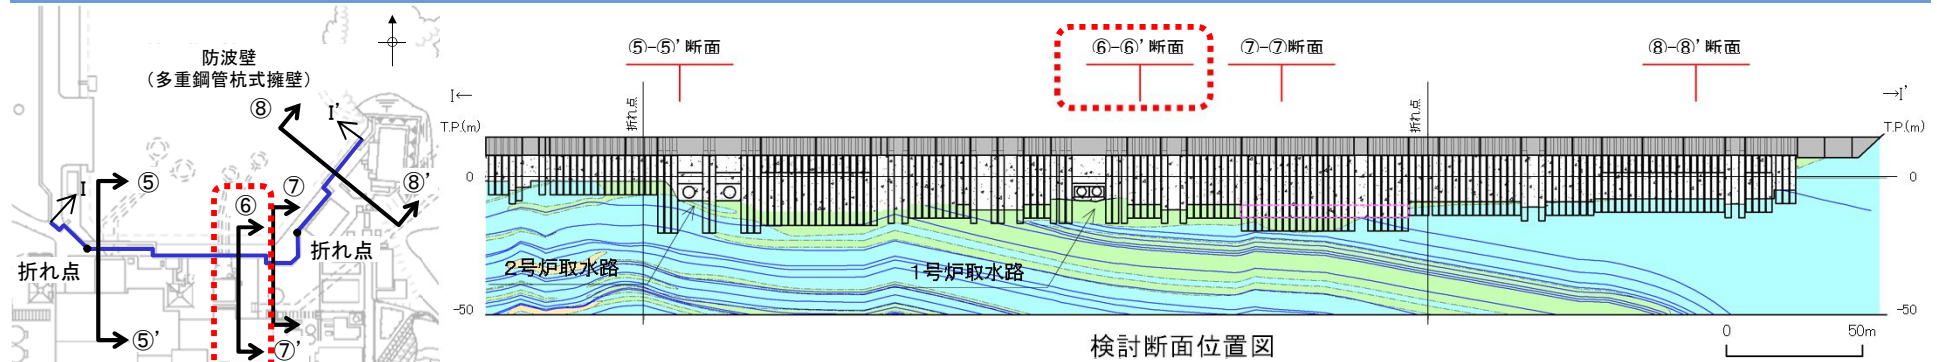 防波壁
(多重鋼管杭式擁壁)
⑧
I'
I
⑤
⑦
⑥
⑧'
折れ点
折れ点
⑤'
⑦'
⑤-⑤' 断面
⑥-⑥' 断面
⑦-⑦断面
⑧-⑧' 断面
I←
→I'
折れ点
折れ点
T.P.(m)
T.P.(m)
0
0
2号炉取水路
1号炉取水路
-50
-50
検討断面位置図
0
50m